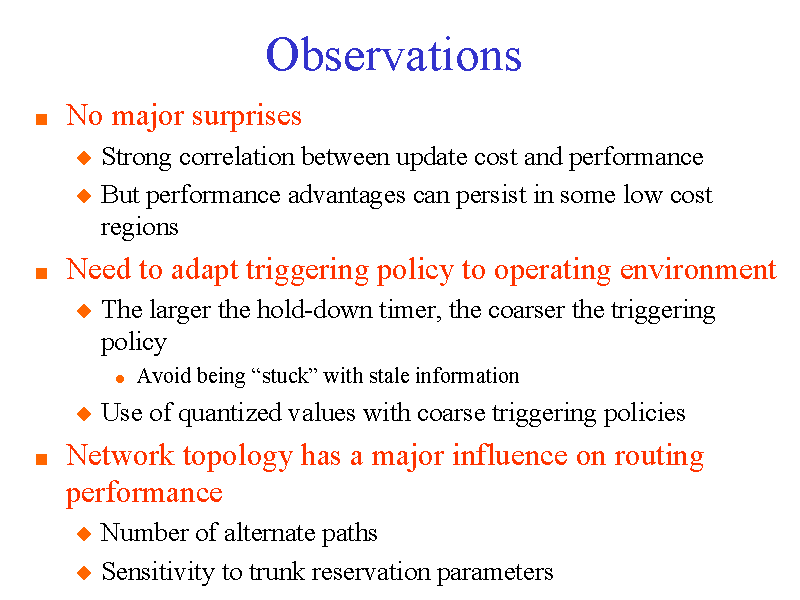 Observations
No major surprises
Strong correlation between update cost and performance
But performance advantages can persist in some low cost
regions
Need to adapt triggering policy to operating environment
The larger the hold-down timer, the coarser the triggering
policy
Avoid being “stuck” with stale information
Use of quantized values with coarse triggering policies
Network topology has a major influence on routing
performance
Number of alternate paths
Sensitivity to trunk reservation parameters